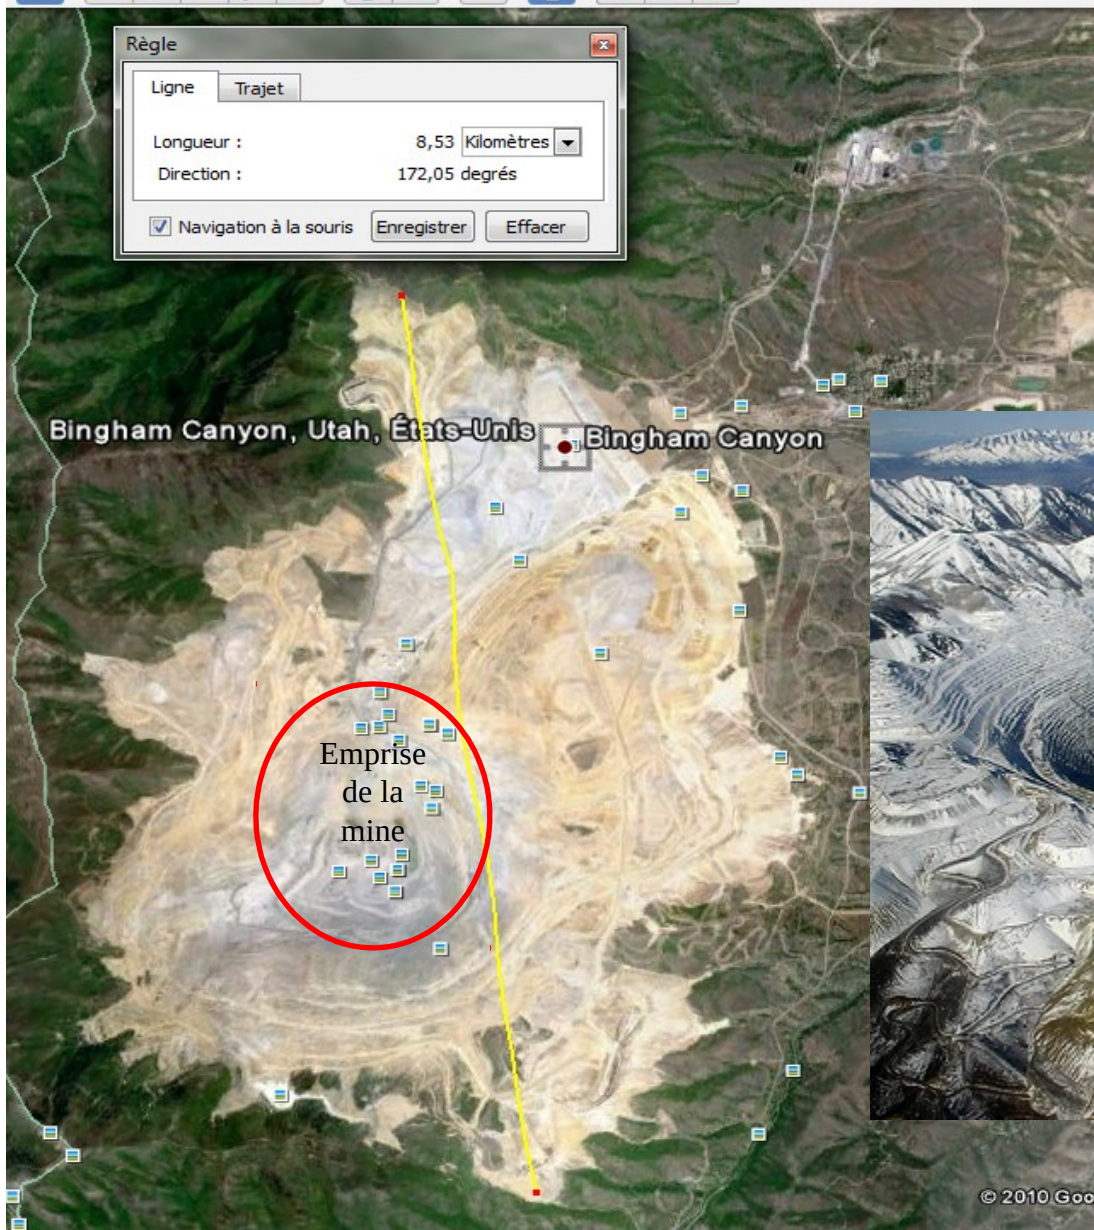 Règle
Ligne Trajet
Longueur : 8,53 Kilomètres
Direction : 172,05 degrés
Navigation à la souris Enregistrer Effacer
Bingham Canyon, Utah, États-Unis Bingham Canyon
Emprise
de la
mine
© 2010 Goo